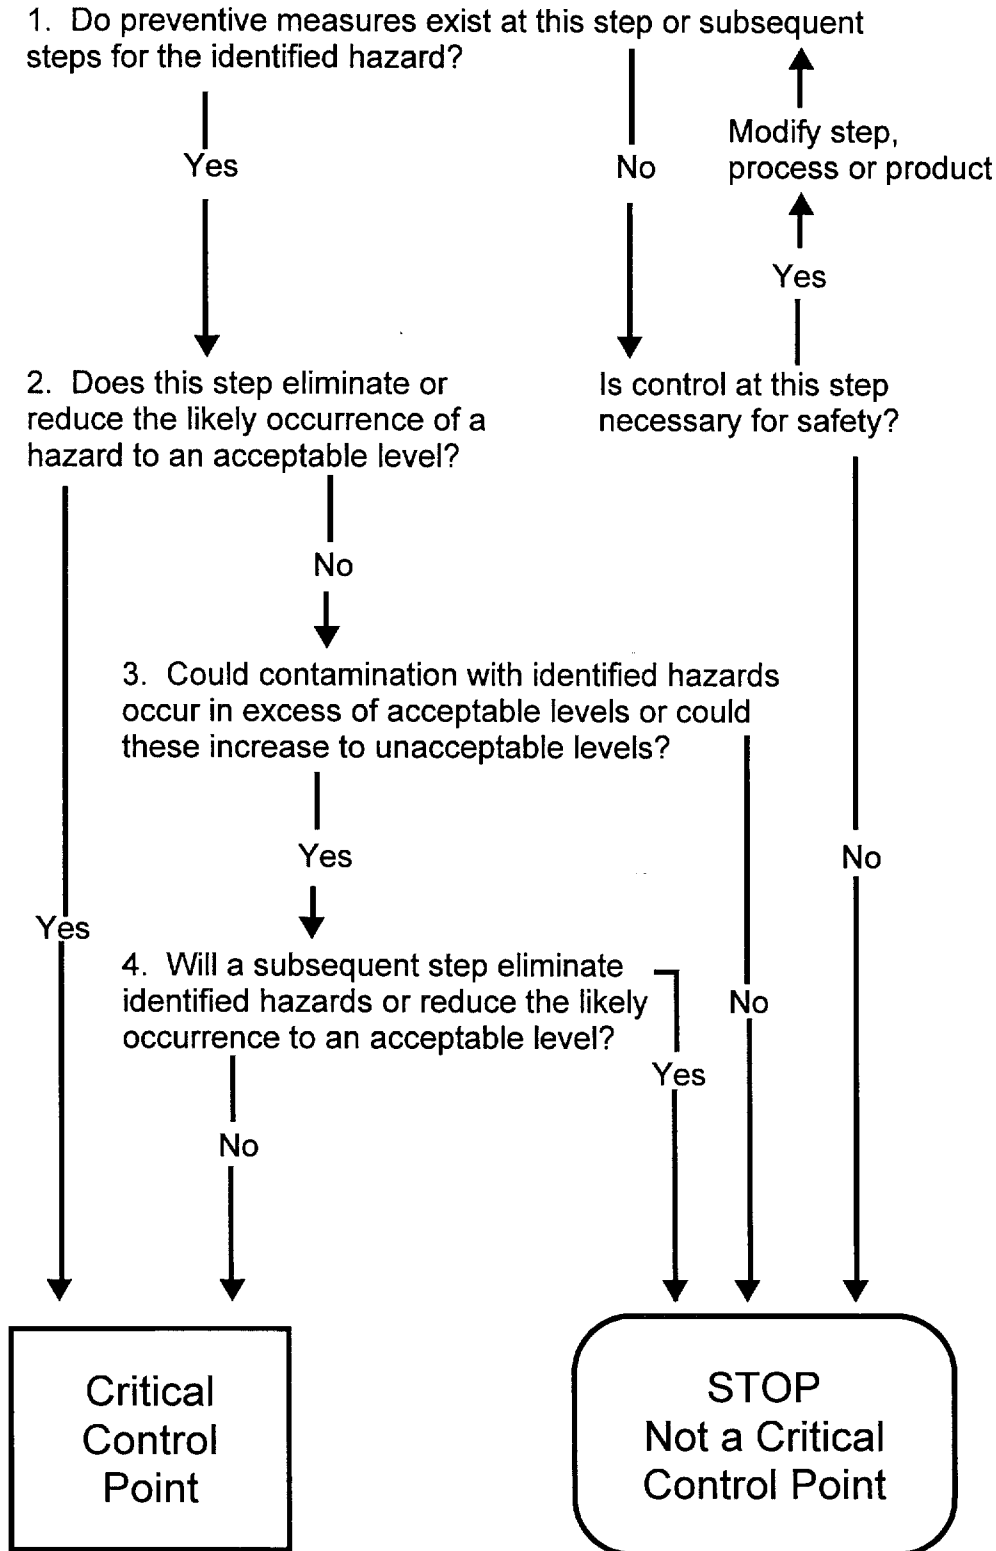 1. Do preventive measures exist at this step or subsequent
steps for the identified hazard?
Yes
No
Modify step,
process or product
Yes
2. Does this step eliminate or
reduce the likely occurrence of a
hazard to an acceptable level?
Is control at this step
necessary for safety?
No
3. Could contamination with identified hazards
occur in excess of acceptable levels or could
these increase to unacceptable levels?
Yes
No
Yes
4. Will a subsequent step eliminate
identified hazards or reduce the likely
occurrence to an acceptable level?
No
Yes
No
Critical
Control
Point
STOP
Not a Critical
Control Point